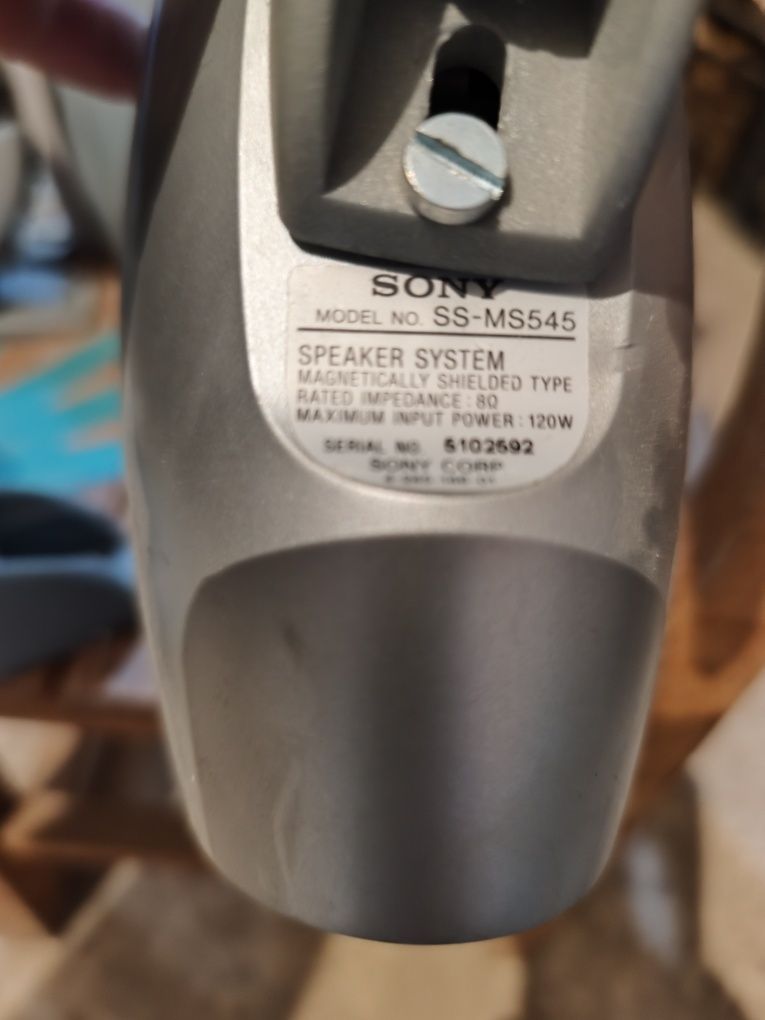 SONY
MODEL NO. SS-MS545
SPEAKER SYSTEM
MAGNETICALLY SHIELDED TYPE
RATED IMPEDANCE : 8Ω
MAXIMUM INPUT POWER : 120W
SERIAL NO. 5102592
SONY CORP